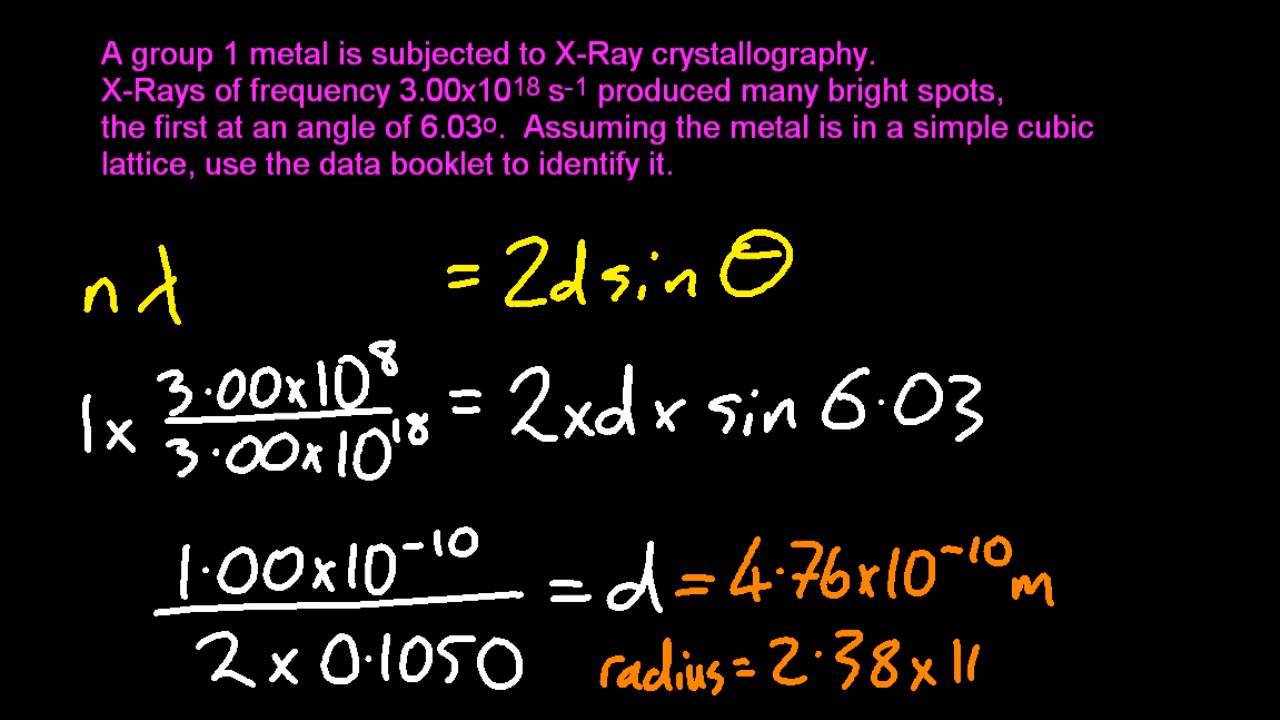 A group 1 metal is subjected to X-Ray crystallography.
X-Rays of frequency 3.00x10¹⁸ s⁻¹ produced many bright spots,
the first at an angle of 6.03º. Assuming the metal is in a simple cubic
lattice, use the data booklet to identify it.
nλ = 2d sin θ
1 x 3.00x10⁸ / 3.00x10¹⁸ = 2xdx sin 6.03
1.00x10⁻¹⁰ / 2 x 0.1050 = d = 4.76x10⁻¹⁰ m
radius = 2.38 x 11